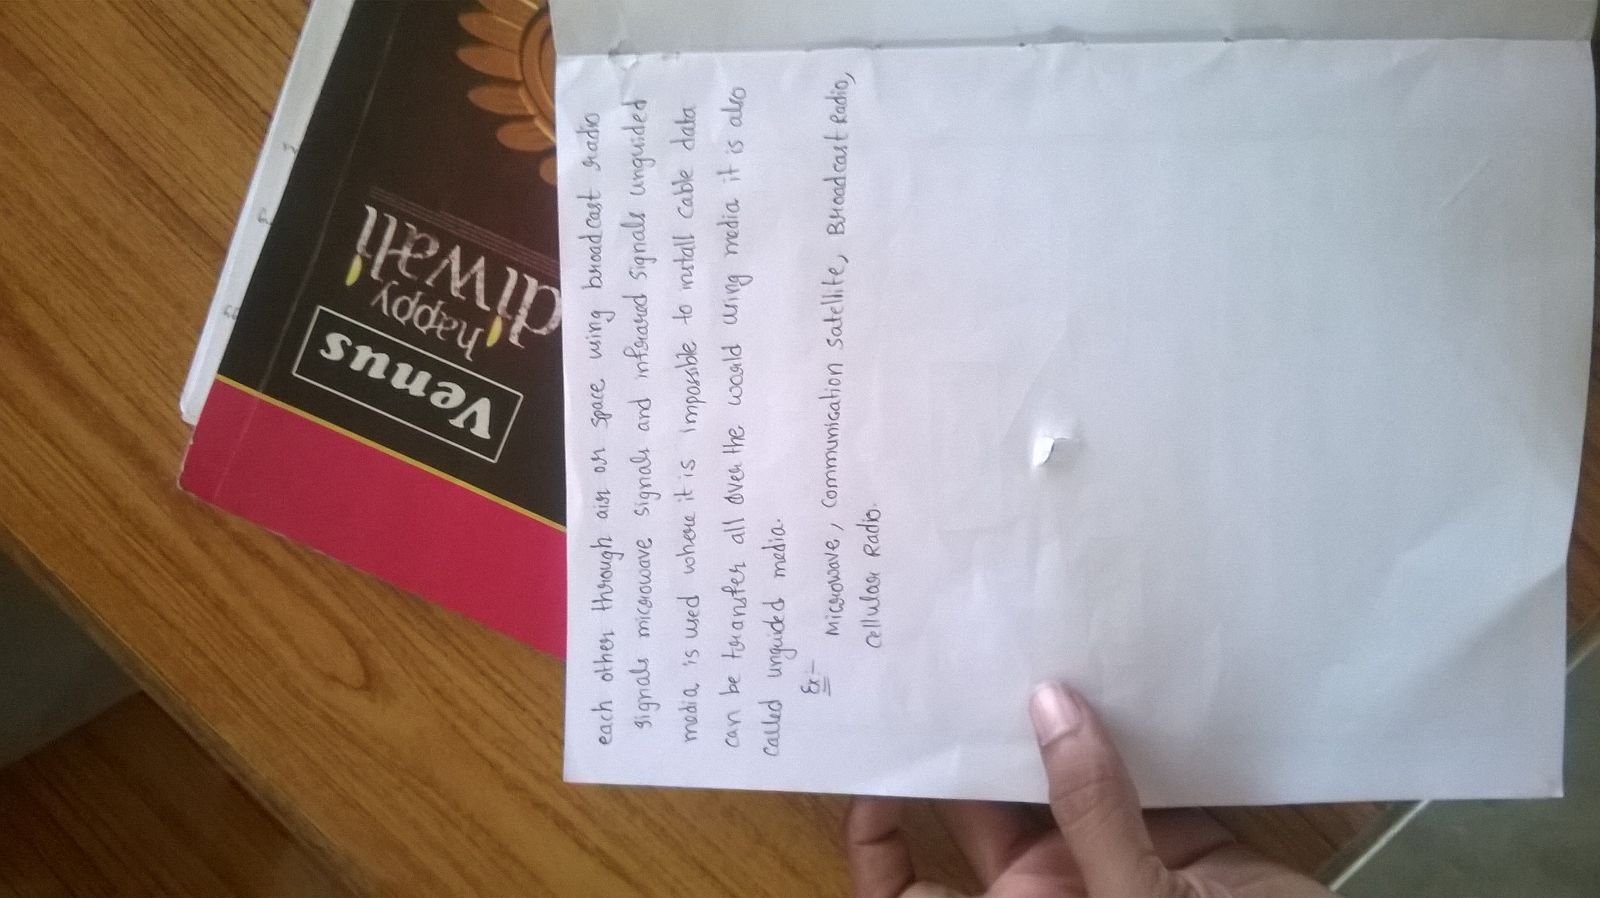 Venus
happy
diwali
each other through air or space using broadcast radio
signals microwave signals and infrared signals unguided
media is used where it is impossible to install cable data
can be transfer all over the world using media it is also
called unguided media.
Ex-
Microwave, Communication Satellite, Broadcast Radio,
Cellular Radio.